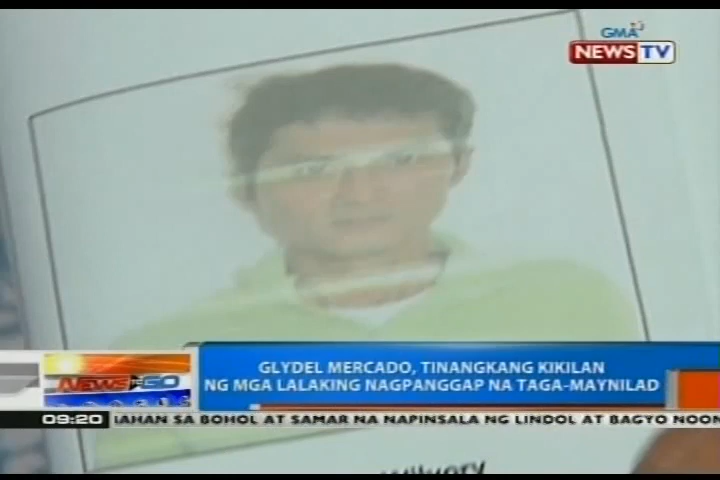 GMA
NEWS TV
GLYDEL MERCADO, TINANGKANG KIKILAN
NG MGA LALAKING NAGPANGGAP NA TAGA-MAYNILAD
NEWS TO GO
09:20
IAHAN SA BOHOL AT SAMAR NA NAPINSALA NG LINDOL AT BAGYO NOON